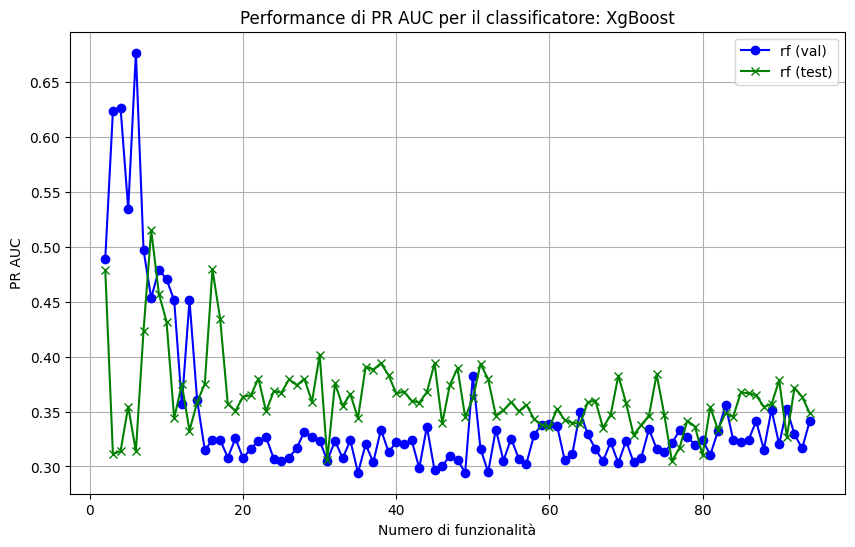 Performance di PR AUC per il classificatore: XgBoost
rf (val)
rf (test)
PR AUC
0.65
0.60
0.55
0.50
0.45
0.40
0.35
0.30
0
20
40
60
80
Numero di funzionalità